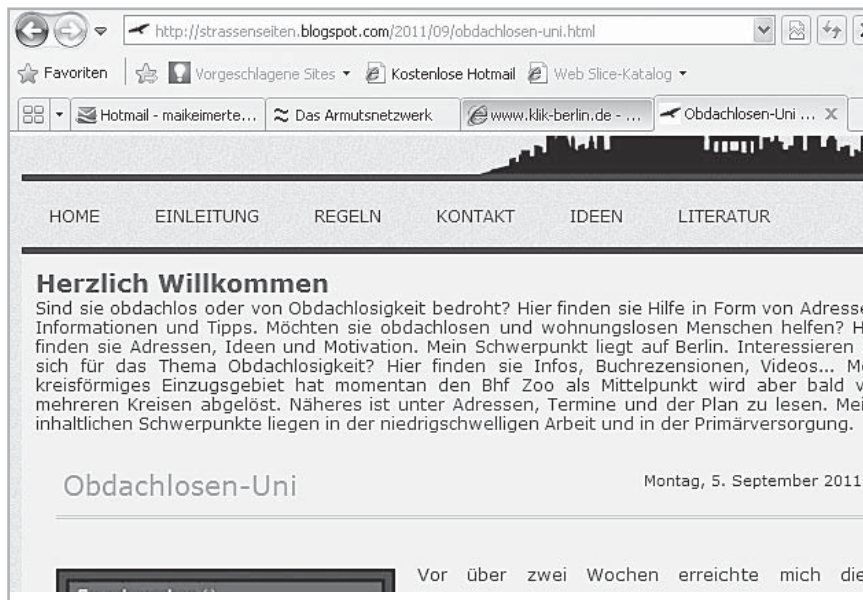 http://strassenseiten.blogspot.com/2011/09/obdachlosen-uni.html
Favoriten Vorgeschlagene Sites Kostenlose Hotmail Web Slice-Katalog
Hotmail - maikeimerte... Das Armutsnetzwerk www.klik-berlin.de - ... Obdachlosen-Uni ... X
HOME EINLEITUNG REGELN KONTAKT IDEEN LITERATUR
Herzlich Willkommen
Sind sie obdachlos oder von Obdachlosigkeit bedroht? Hier finden sie Hilfe in Form von Adresse
Informationen und Tipps. Möchten sie obdachlosen und wohnungslosen Menschen helfen? H
finden sie Adressen, Ideen und Motivation. Mein Schwerpunkt liegt auf Berlin. Interessieren
sich für das Thema Obdachlosigkeit? Hier finden sie Infos, Buchrezensionen, Videos... M
kreisförmiges Einzugsgebiet hat momentan den Bhf Zoo als Mittelpunkt wird aber bald v
mehreren Kreisen abgelöst. Näheres ist unter Adressen, Termine und der Plan zu lesen. Mei
inhaltlichen Schwerpunkte liegen in der niedrigschwelligen Arbeit und in der Primärversorgung.
Obdachlosen-Uni
Montag, 5. September 2011
Vor über zwei Wochen erreichte mich die